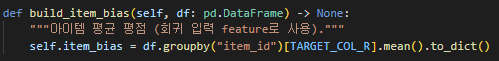 def build_item_bias(self, df: pd.DataFrame) -> None:
    """아이템 평균 평점 (회귀 입력 feature로 사용)."""
    self.item_bias = df.groupby("item_id")[TARGET_COL_R].mean().to_dict()